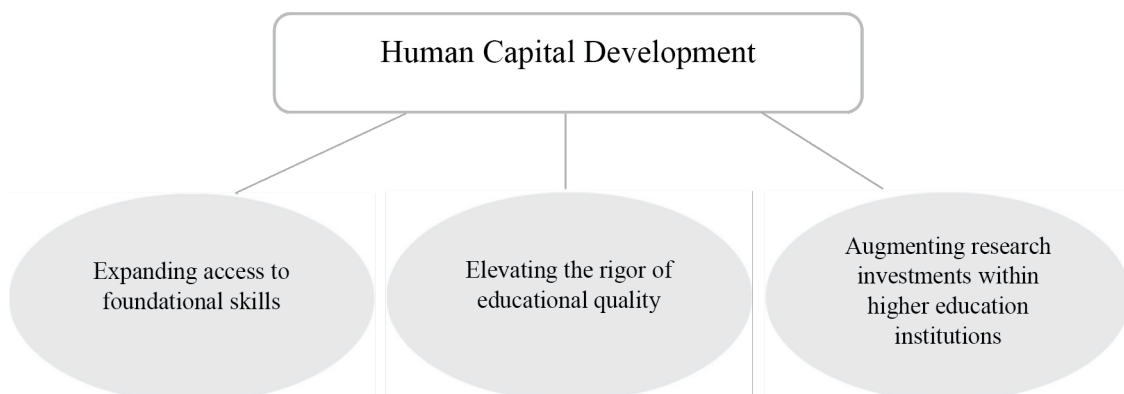 Human Capital Development
Expanding access to
foundational skills
Elevating the rigor of
educational quality
Augmenting research
investments within
higher education
institutions